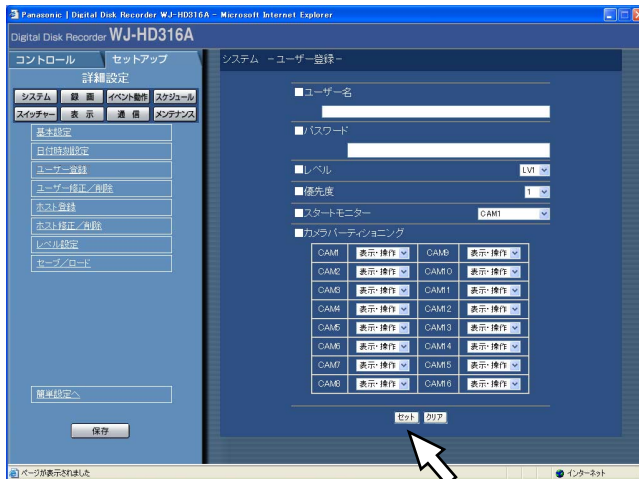 Panasonic | Digital Disk Recorder WJ-HD316A - Microsoft Internet Explorer
Digital Disk Recorder WJ-HD316A
コントロール セットアップ
詳細設定
システム 録画 イベント動作 スケジュール
スイッチャー 表示 通信 メンテナンス
基本設定
日付時刻設定
ユーザー登録
ユーザー修正／削除
ホスト登録
ホスト修正／削除
レベル設定
セーブ／ロード
簡単設定へ
保存
システム －ユーザー登録－
■ユーザー名
■パスワード
■レベル LV1
■優先度 1
■スタートモニター CAM1
■カメラパーティショニング
CAM1 表示・操作 CAM9 表示・操作
CAM2 表示・操作 CAM10 表示・操作
CAM3 表示・操作 CAM11 表示・操作
CAM4 表示・操作 CAM12 表示・操作
CAM5 表示・操作 CAM13 表示・操作
CAM6 表示・操作 CAM14 表示・操作
CAM7 表示・操作 CAM15 表示・操作
CAM8 表示・操作 CAM16 表示・操作
セット クリア
ページが表示されました インターネット